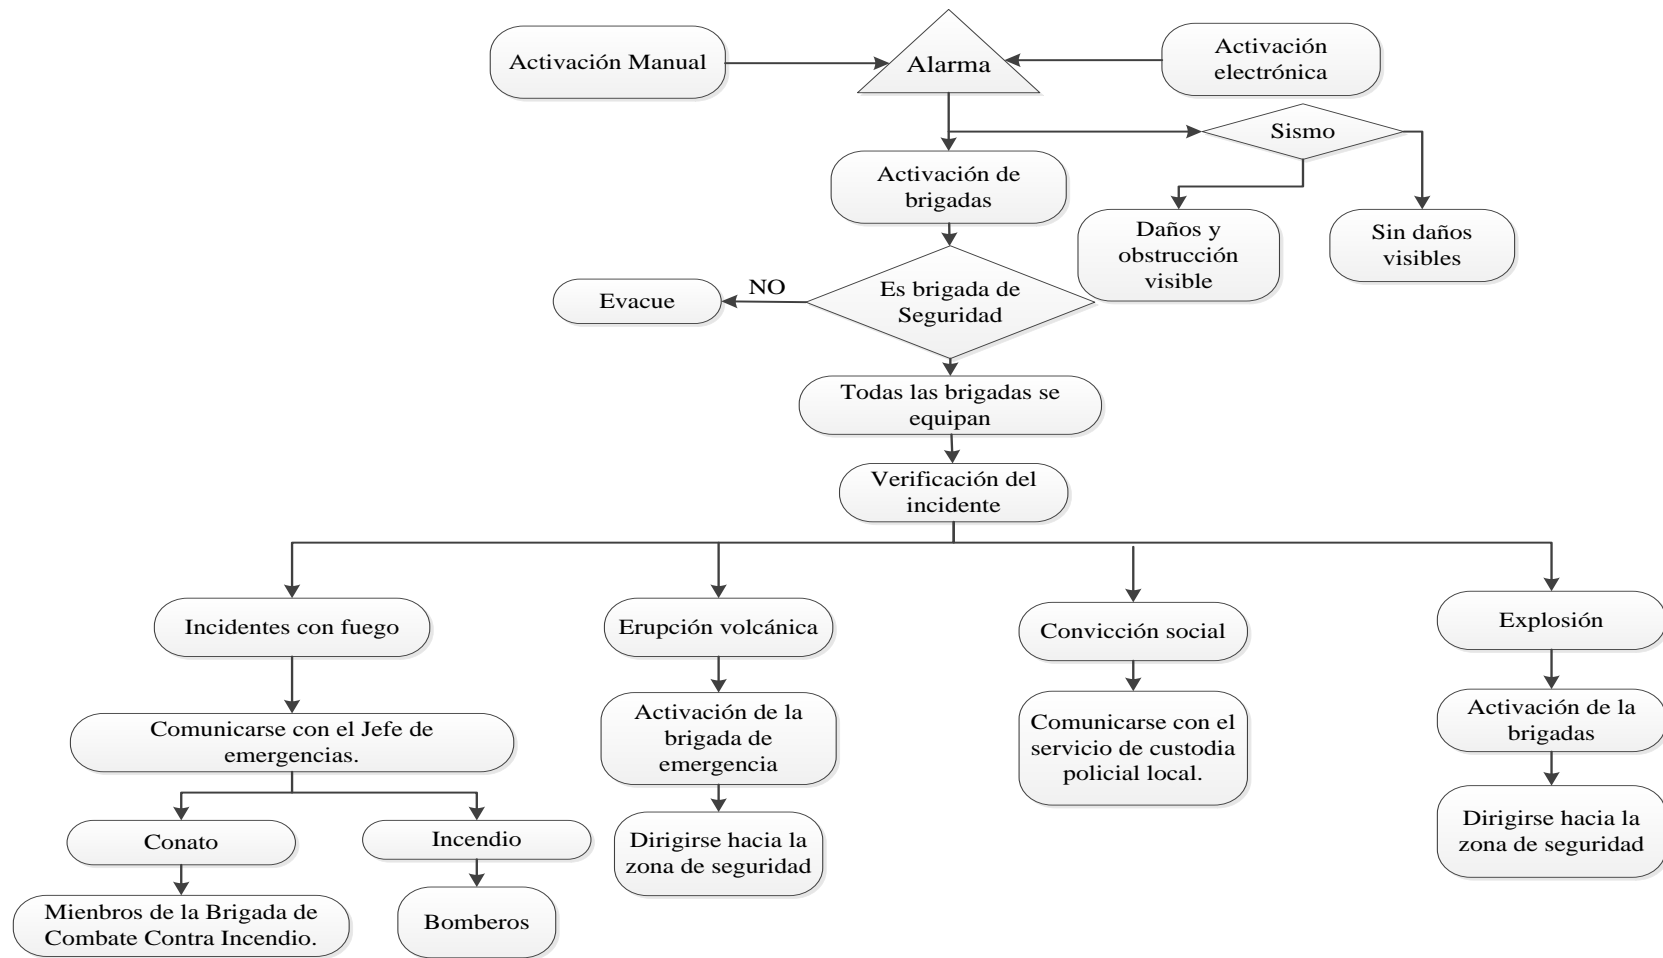 Activación Manual
Alarma
Activación
electrónica
Sismo
Activación de
brigadas
Daños y
obstrucción
visible
Sin daños
visibles
Es brigada de
Seguridad
NO
Evacue
Todas las brigadas se
equipan
Verificación del
incidente
Incidentes con fuego
Erupción volcánica
Convicción social
Explosión
Comunicarse con el Jefe de
emergencias.
Activación de la
brigada de
emergencia
Comunicarse con el
servicio de custodia
policial local.
Activación de la
brigadas
Conato
Incendio
Dirigirse hacia la
zona de seguridad
Dirigirse hacia la
zona de seguridad
Mienbros de la Brigada de
Combate Contra Incendio.
Bomberos